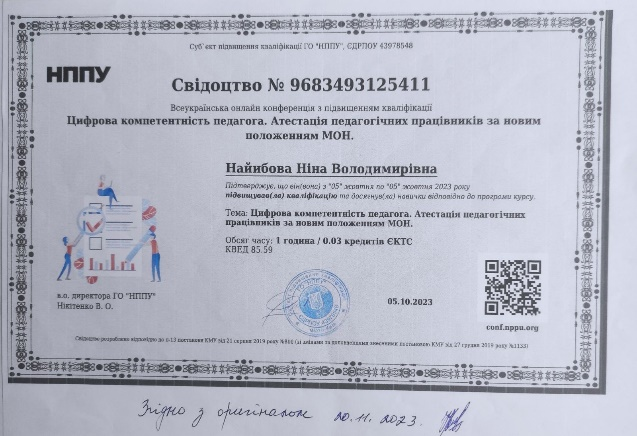 Суб`єкт підвищення кваліфікації ГО "НППУ", ЄДРПОУ 43978548
НППУ
Свідоцтво № 9683493125411
Всеукраїнська онлайн конференція з підвищенням кваліфікації
Цифрова компетентність педагога. Атестація педагогічних працівників за новим
положенням МОН.
Найибова Ніна Володимирівна
Підтверджує, що він(вона) з "05" жовтня по "05" жовтня 2023 року
підвищував(ла) кваліфікацію та досягнув(ла) навички відповідно до програми курсу.
Тема: Цифрова компетентність педагога. Атестація педагогічних
працівників за новим положенням МОН.
Обсяг часу: 1 година / 0.03 кредитів ЄКТС
КВЕД 85.59
в.о. директора ГО "НППУ"
Нікітенко В. О.
05.10.2023
conf.nppu.org
Свідоцтво розроблено відповідно до п.13 постанови КМУ від 21 серпня 2019 року №800 (зі змінами та доповненнями внесеними постановою КМУ від 27 грудня 2019 року №1133)
Згідно з оригіналом 20.11.2023